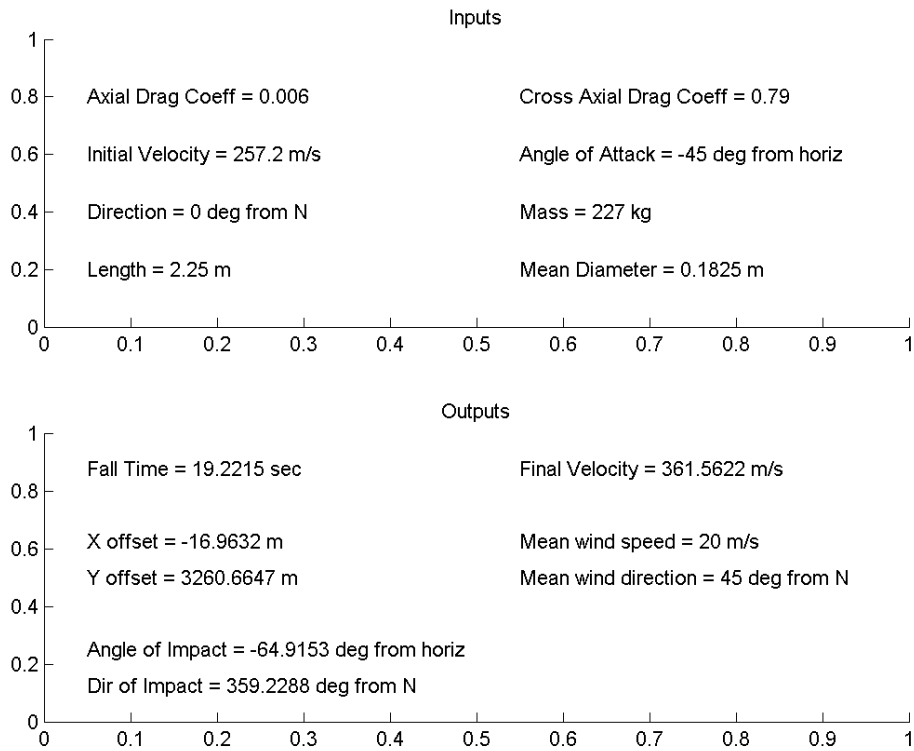 Inputs
1
0.8
Axial Drag Coeff = 0.006
Cross Axial Drag Coeff = 0.79
0.6
Initial Velocity = 257.2 m/s
Angle of Attack = -45 deg from horiz
0.4
Direction = 0 deg from N
Mass = 227 kg
0.2
Length = 2.25 m
Mean Diameter = 0.1825 m
0
0 0.1 0.2 0.3 0.4 0.5 0.6 0.7 0.8 0.9 1
Outputs
1
Fall Time = 19.2215 sec
Final Velocity = 361.5622 m/s
0.8
X offset = -16.9632 m
Mean wind speed = 20 m/s
0.6
Y offset = 3260.6647 m
Mean wind direction = 45 deg from N
0.4
Angle of Impact = -64.9153 deg from horiz
0.2
Dir of Impact = 359.2288 deg from N
0
0 0.1 0.2 0.3 0.4 0.5 0.6 0.7 0.8 0.9 1